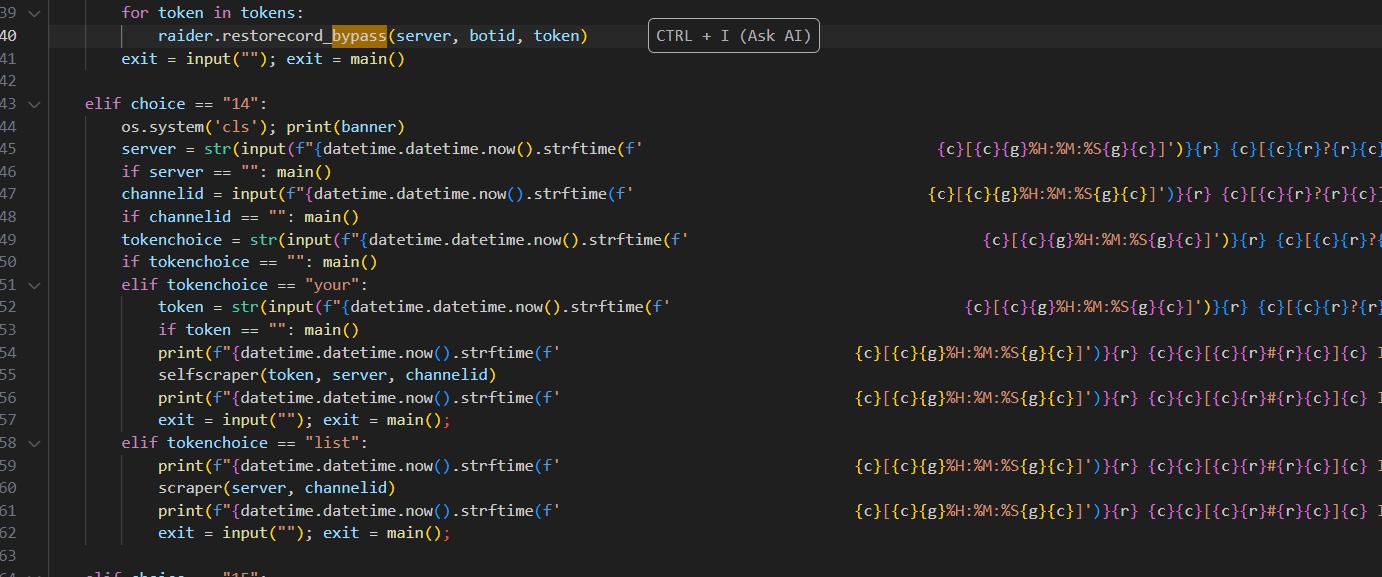 39 for token in tokens:
40 raider.restorecord_bypass(server, botid, token) CTRL + I (Ask AI)
41 exit = input(""); exit = main()
42
43 elif choice == "14":
44 os.system('cls'); print(banner)
45 server = str(input(f"{datetime.datetime.now().strftime(f' {c}[{c}{g}%H:%M:%S{g}{c}]')}{r} {c}[{c}{r}?{r}{c}
46 if server == "": main()
47 channelid = input(f"{datetime.datetime.now().strftime(f' {c}[{c}{g}%H:%M:%S{g}{c}]')}{r} {c}[{c}{r}?{r}{c}]
48 if channelid == "": main()
49 tokenchoice = str(input(f"{datetime.datetime.now().strftime(f' {c}[{c}{g}%H:%M:%S{g}{c}]')}{r} {c}[{c}{r}?{
50 if tokenchoice == "": main()
51 elif tokenchoice == "your":
52 token = str(input(f"{datetime.datetime.now().strftime(f' {c}[{c}{g}%H:%M:%S{g}{c}]')}{r} {c}[{c}{r}?{r}
53 if token == "": main()
54 print(f"{datetime.datetime.now().strftime(f' {c}[{c}{g}%H:%M:%S{g}{c}]')}{r} {c}{c}[{c}{r}#{r}{c}]{c}
55 selfscraper(token, server, channelid)
56 print(f"{datetime.datetime.now().strftime(f' {c}[{c}{g}%H:%M:%S{g}{c}]')}{r} {c}{c}[{c}{r}#{r}{c}]{c}
57 exit = input(""); exit = main();
58 elif tokenchoice == "list":
59 print(f"{datetime.datetime.now().strftime(f' {c}[{c}{g}%H:%M:%S{g}{c}]')}{r} {c}{c}[{c}{r}#{r}{c}]{c}
60 scraper(server, channelid)
61 print(f"{datetime.datetime.now().strftime(f' {c}[{c}{g}%H:%M:%S{g}{c}]')}{r} {c}{c}[{c}{r}#{r}{c}]{c}
62 exit = input(""); exit = main();
63
64 elif choice == "15":